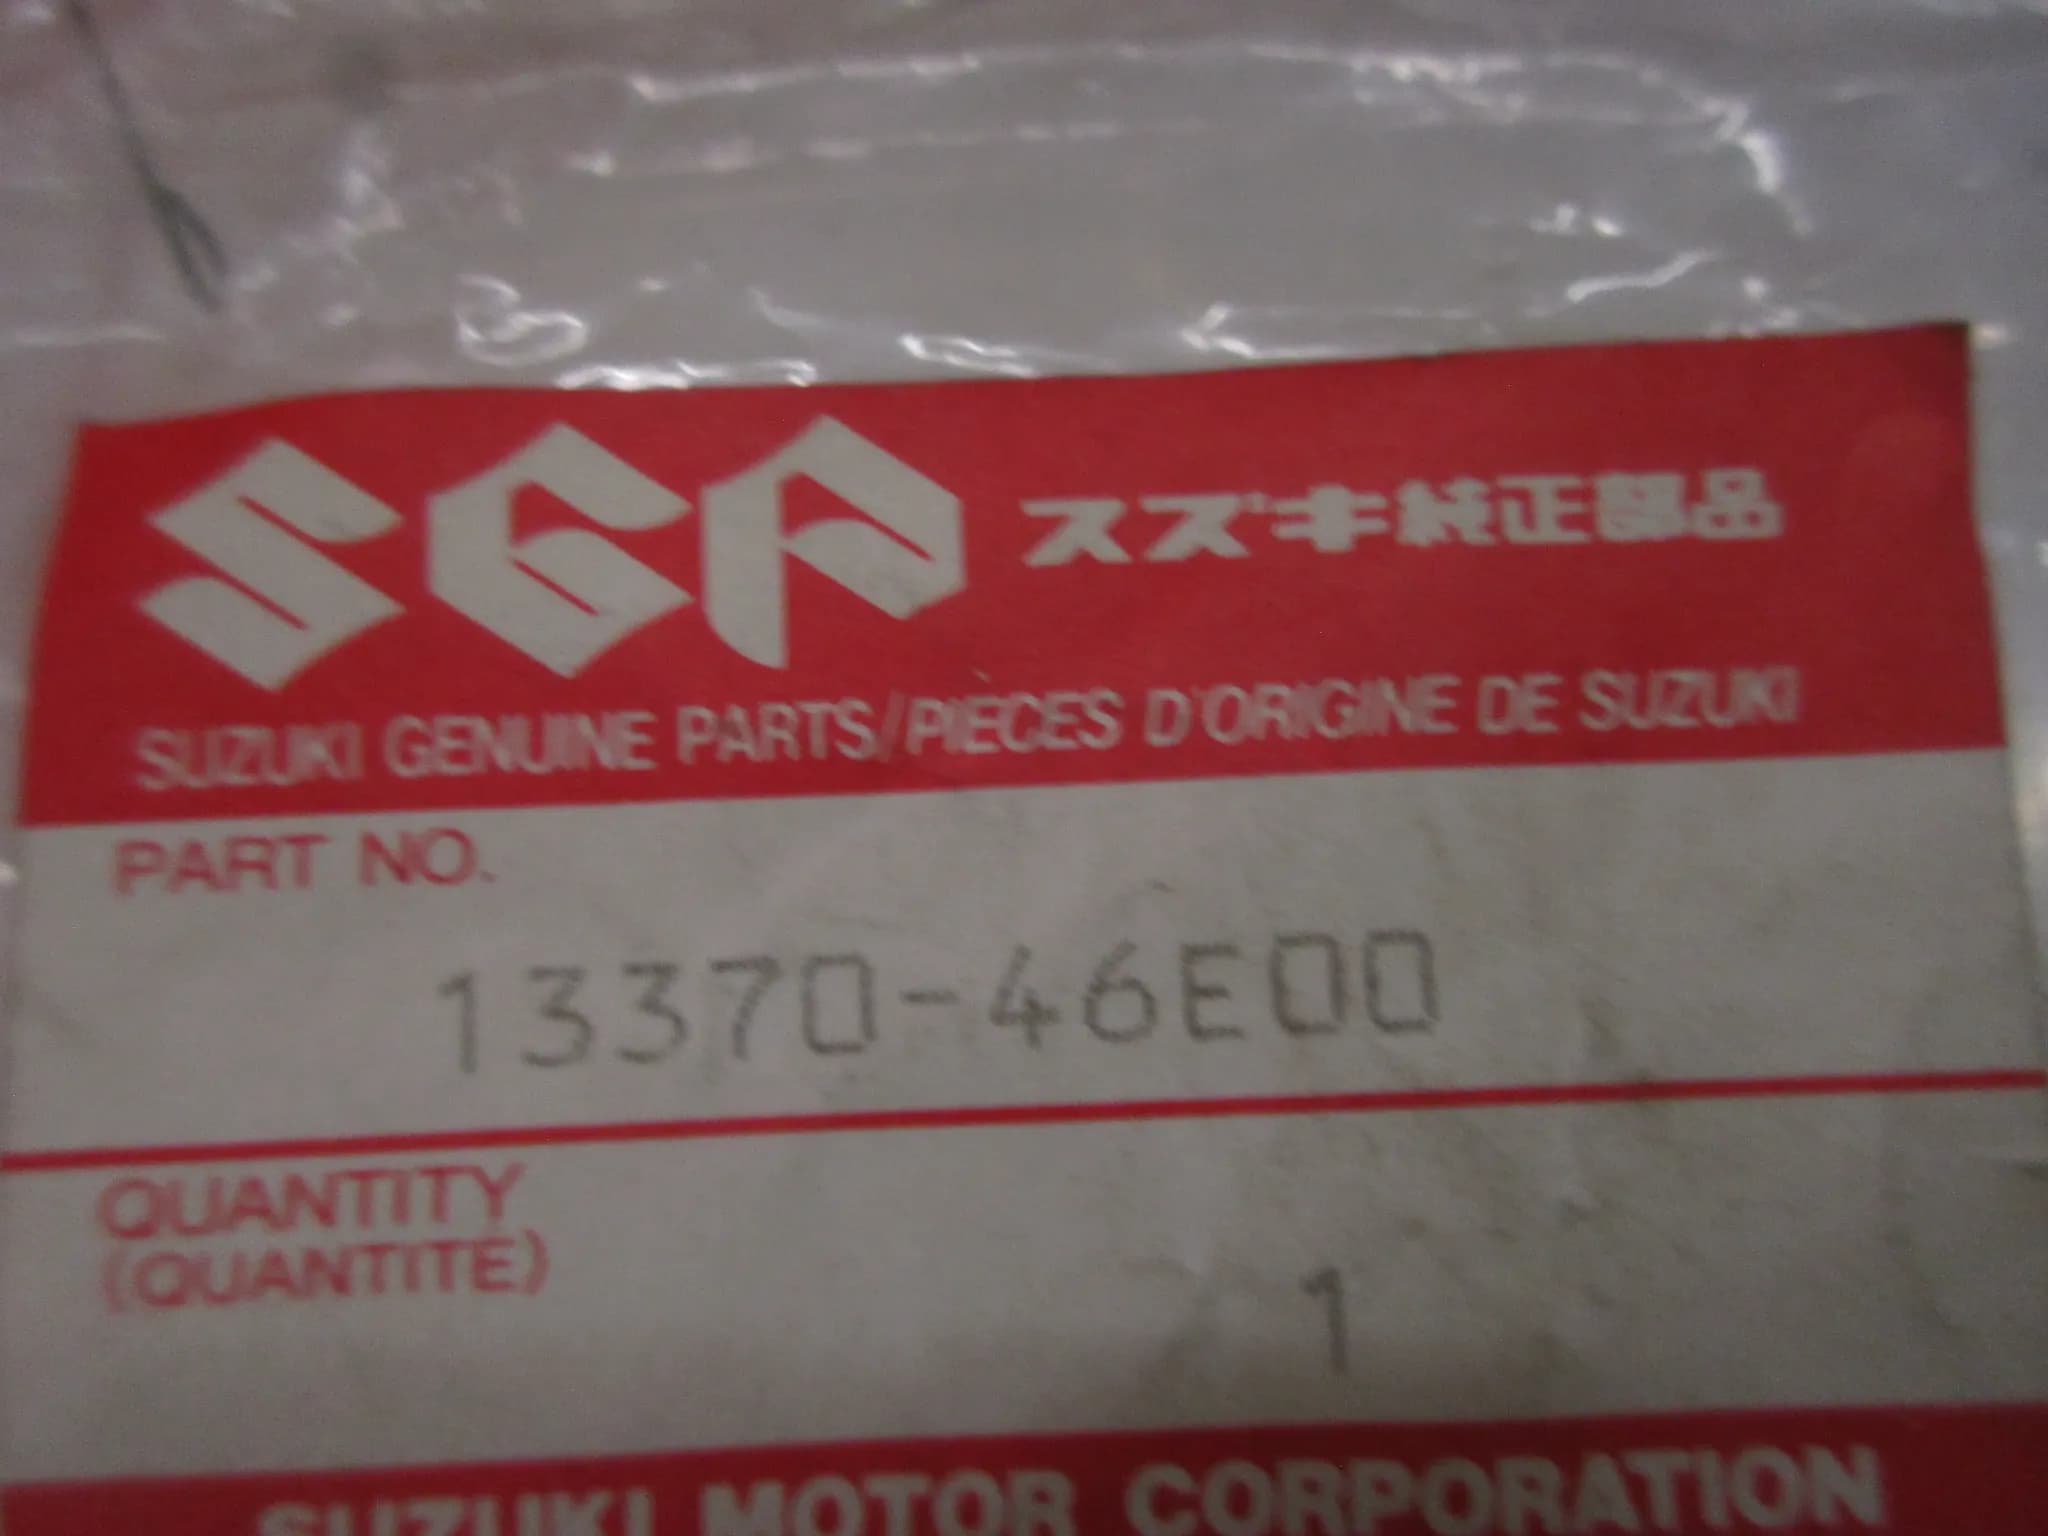 SGP スズキ純正部品
SUZUKI GENUINE PARTS/PIÈCES D'ORIGINE DE SUZUKI
PART NO.
13370-46E00
QUANTITY
(QUANTITE)
1
SUZUKI MOTOR CORPORATION